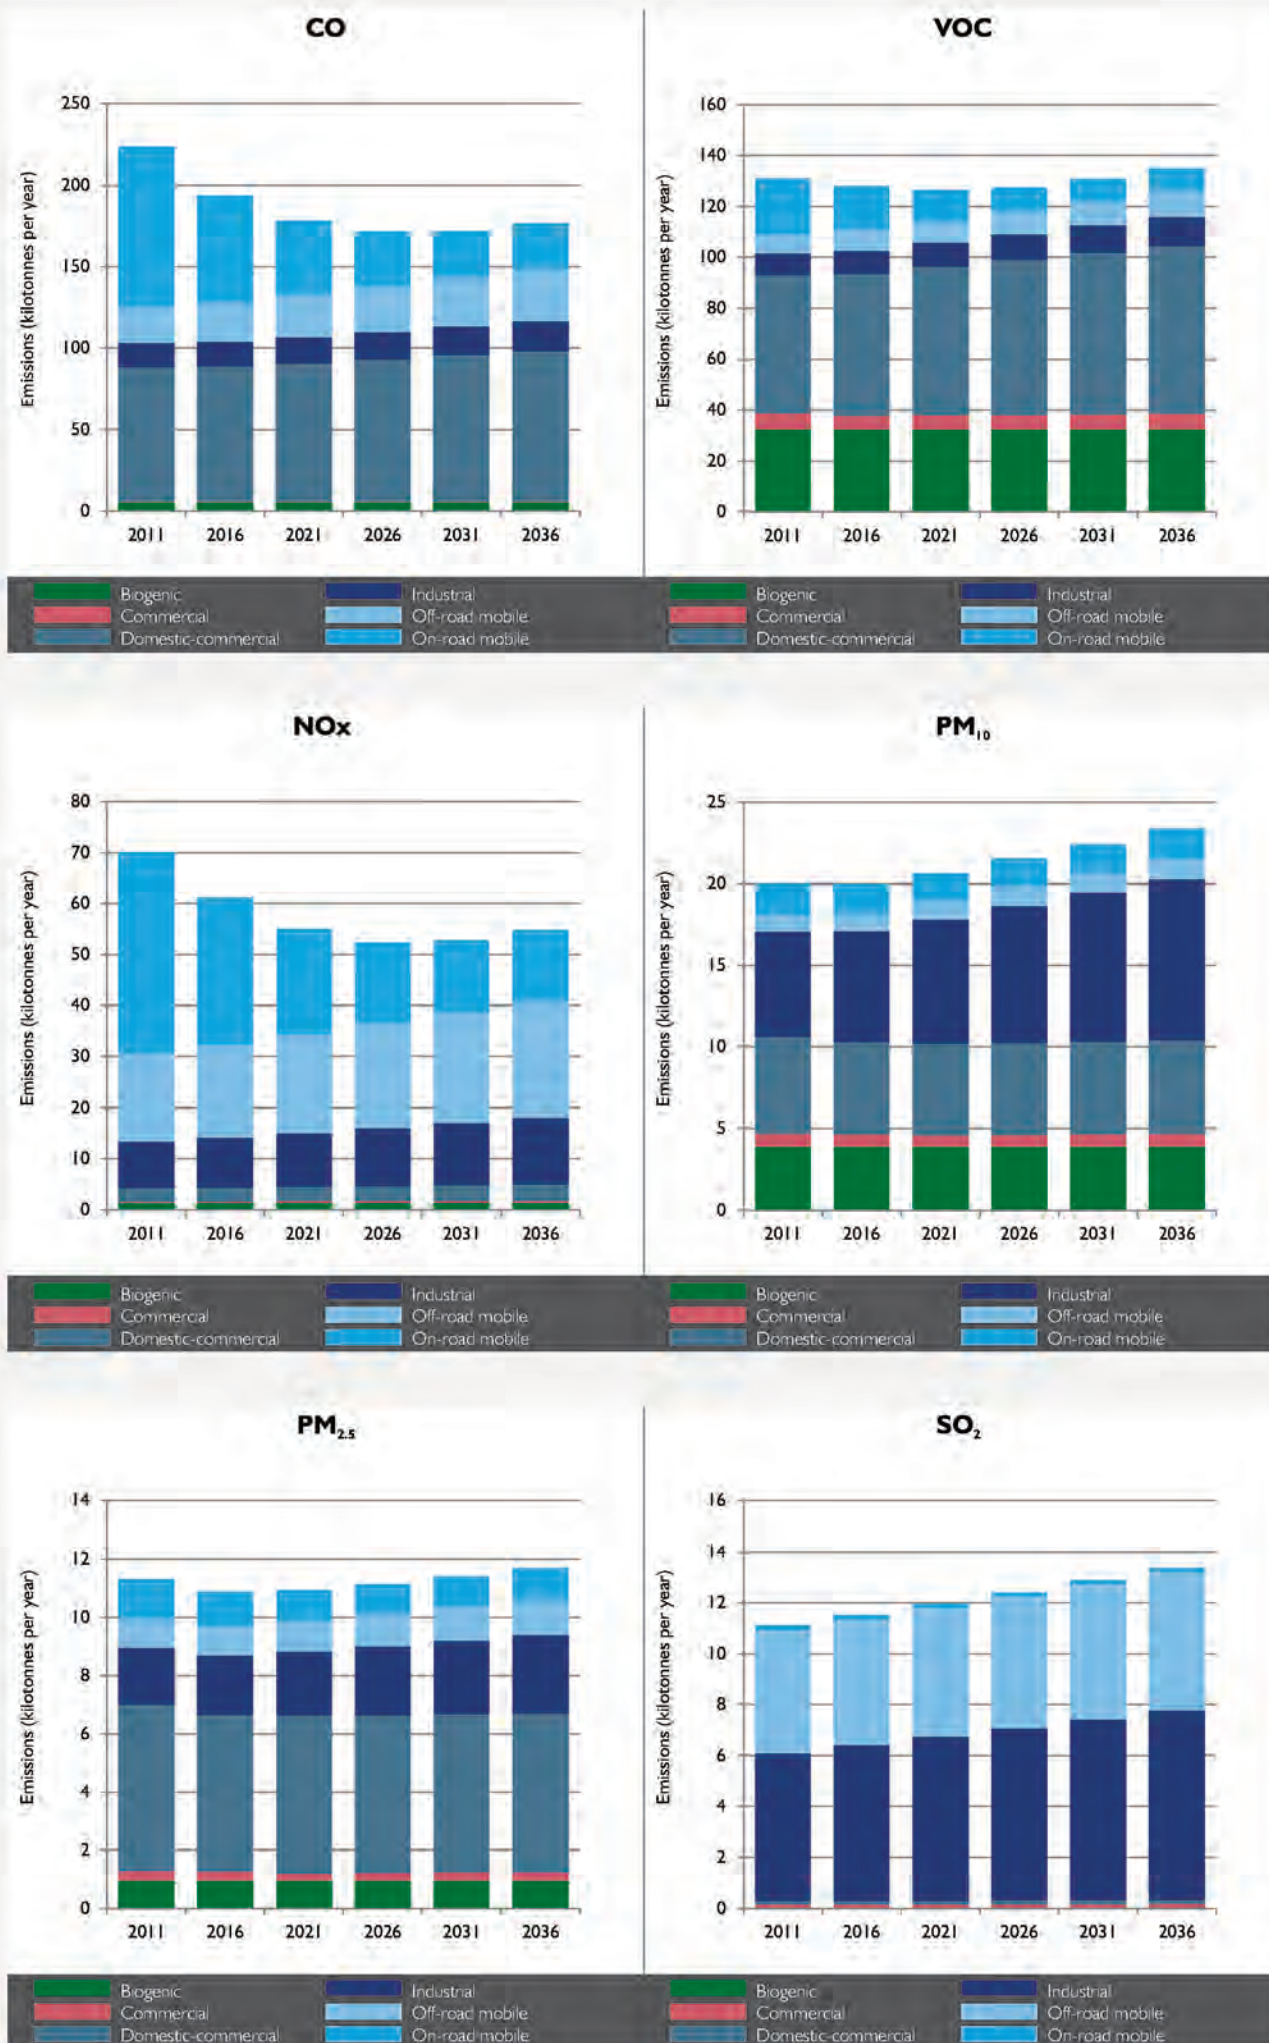 CO
Emissions (kilotonnes per year)
250
200
150
100
50
0
2011 2016 2021 2026 2031 2036
Biogenic Industrial
Commercial Off-road mobile
Domestic-commercial On-road mobile
VOC
Emissions (kilotonnes per year)
160
140
120
100
80
60
40
20
0
2011 2016 2021 2026 2031 2036
Biogenic Industrial
Commercial Off-road mobile
Domestic-commercial On-road mobile
NOx
Emissions (kilotonnes per year)
80
70
60
50
40
30
20
10
0
2011 2016 2021 2026 2031 2036
Biogenic Industrial
Commercial Off-road mobile
Domestic-commercial On-road mobile
PM₁₀
Emissions (kilotonnes per year)
25
20
15
10
5
0
2011 2016 2021 2026 2031 2036
Biogenic Industrial
Commercial Off-road mobile
Domestic-commercial On-road mobile
PM₂.₅
Emissions (kilotonnes per year)
14
12
10
8
6
4
2
0
2011 2016 2021 2026 2031 2036
Biogenic Industrial
Commercial Off-road mobile
Domestic-commercial On-road mobile
SO₂
Emissions (kilotonnes per year)
16
14
12
10
8
6
4
2
0
2011 2016 2021 2026 2031 2036
Biogenic Industrial
Commercial Off-road mobile
Domestic-commercial On-road mobile